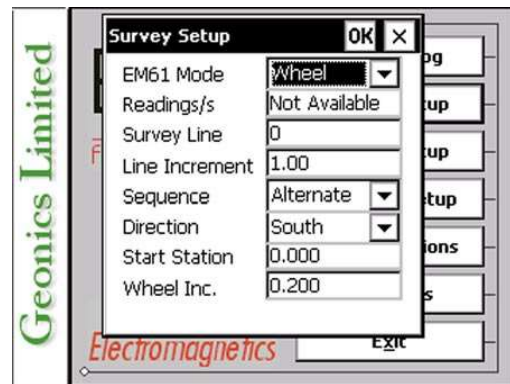 Geonics Limited
Survey Setup OK ×
EM61 Mode Wheel
Readings/s Not Available
Survey Line 0
Line Increment 1.00
Sequence Alternate
Direction South
Start Station 0.000
Wheel Inc. 0.200
Electromagnetics
Exit